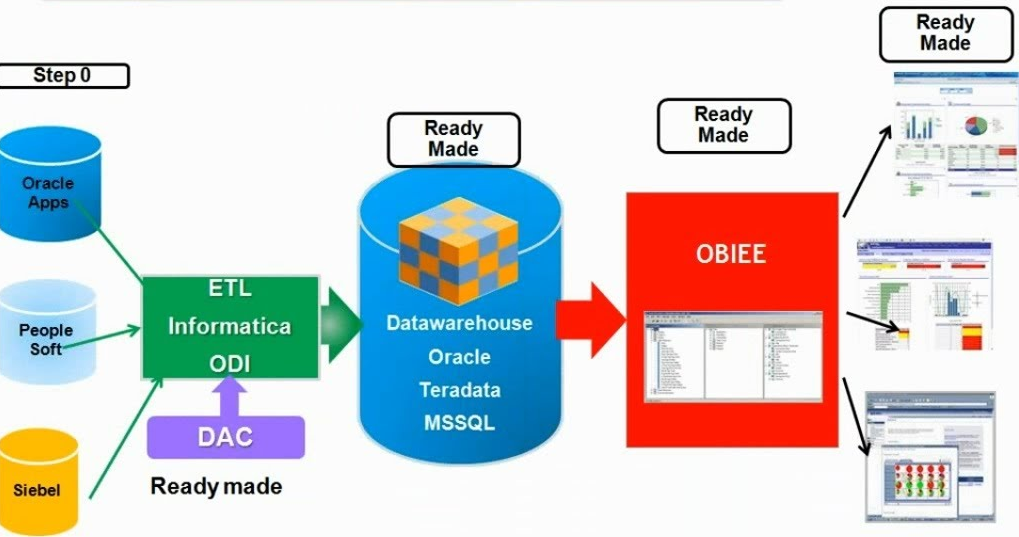 Ready
Made
Step 0
Ready
Made
Ready
Made
Oracle
Apps
People
Soft
Siebel
ETL
Informatica
ODI
DAC
Ready made
Datawarehouse
Oracle
Teradata
MSSQL
OBIEE